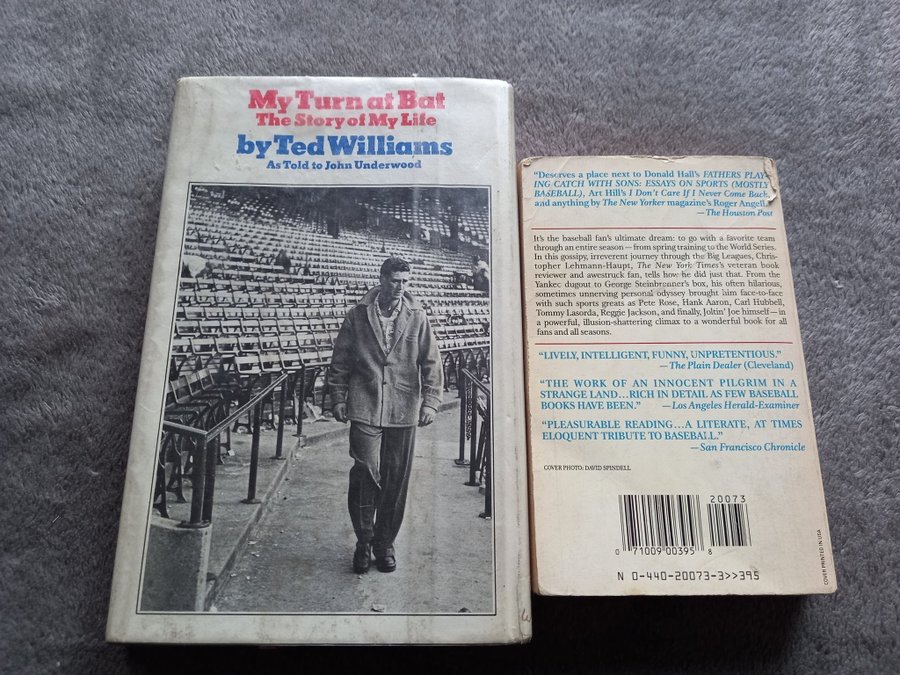 My Turn at Bat
The Story of My Life
by Ted Williams
As Told to John Underwood
“Deserves a place next to Donald Hall's FATHERS PLAY-
ING CATCH WITH SONS: ESSAYS ON SPORTS (MOSTLY
BASEBALL), Art Hill's I Don't Care If I Never Come Back,
and anything by The New Yorker magazine's Roger Angell.”
—The Houston Post
It's the baseball fan's ultimate dream: to go with a favorite team
through an entire season—from spring training to the World Series.
In this gossipy, irreverent journey through the Big Leagues, Chris-
topher Lehmann-Haupt, The New York Times's veteran book
reviewer and awestruck fan, tells how he did just that. From the
Yankee dugout to George Steinbrenner's box, his often hilarious,
sometimes unnerving personal odyssey brought him face-to-face
with such sports greats as Pete Rose, Hank Aaron, Carl Hubbell,
Tommy Lasorda, Reggie Jackson, and finally, Joltin' Joe himself—in
a powerful, illusion-shattering climax to a wonderful book for all
fans and all seasons.
“LIVELY, INTELLIGENT, FUNNY, UNPRETENTIOUS.”
—The Plain Dealer (Cleveland)
“THE WORK OF AN INNOCENT PILGRIM IN A
STRANGE LAND...RICH IN DETAIL AS FEW BASEBALL
BOOKS HAVE BEEN.” —Los Angeles Herald-Examiner
“PLEASURABLE READING...A LITERATE, AT TIMES
ELOQUENT TRIBUTE TO BASEBALL.”
—San Francisco Chronicle
COVER PHOTO: DAVID SPINDELL
20073
0 71009 00395 8
N 0-440-20073-3>>395
COVER PRINTED IN USA